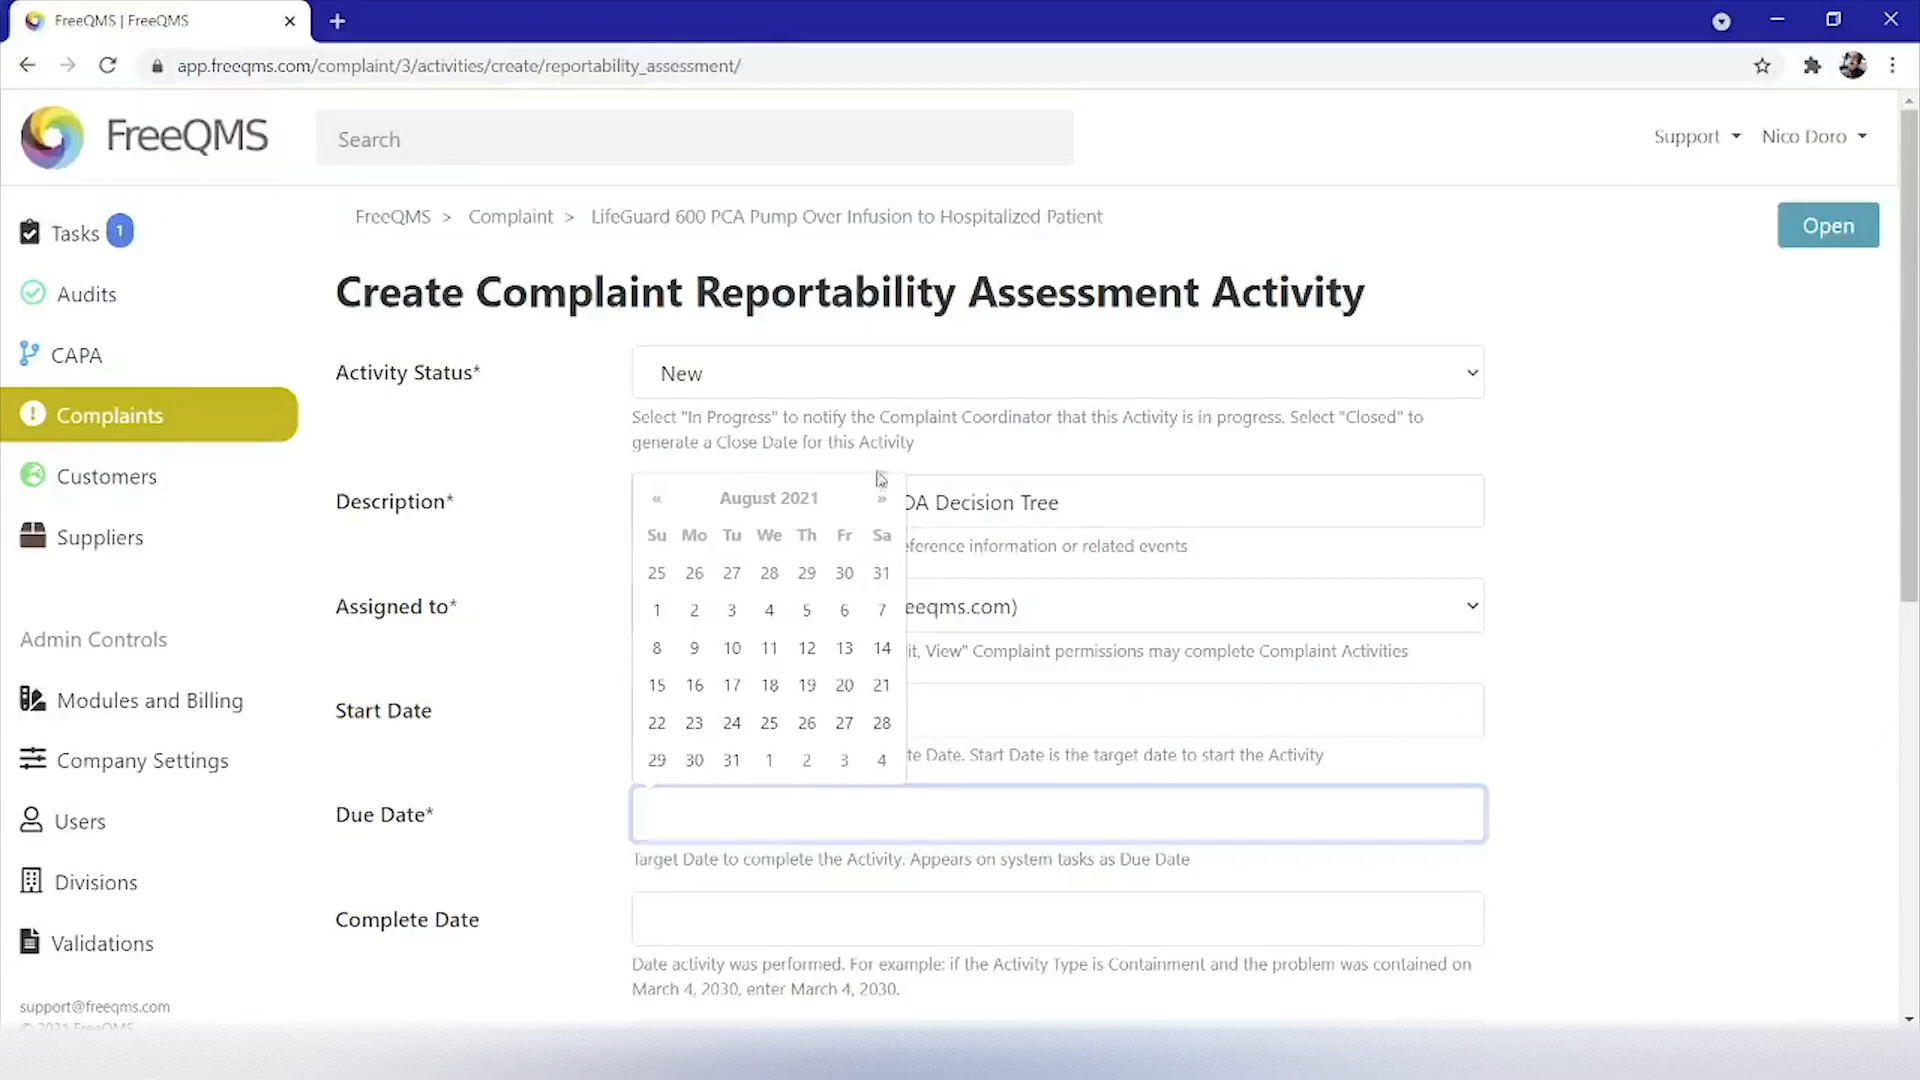 FreeQMS | FreeQMS
app.freeqms.com/complaint/3/activities/create/reportability_assessment/
FreeQMS
Search
Support
Nico Doro
Tasks 1
Audits
CAPA
Complaints
Customers
Suppliers
Admin Controls
Modules and Billing
Company Settings
Users
Divisions
Validations
support@freeqms.com
© 2021 FreeQMS
FreeQMS > Complaint > LifeGuard 600 PCA Pump Over Infusion to Hospitalized Patient
Open
Create Complaint Reportability Assessment Activity
Activity Status*
New
Select "In Progress" to notify the Complaint Coordinator that this Activity is in progress. Select "Closed" to
generate a Close Date for this Activity
Description*
DA Decision Tree
eference information or related events
Assigned to*
eeqms.com)
it, View" Complaint permissions may complete Complaint Activities
Start Date
te Date. Start Date is the target date to start the Activity
« August 2021 »
Su Mo Tu We Th Fr Sa
25 26 27 28 29 30 31
1 2 3 4 5 6 7
8 9 10 11 12 13 14
15 16 17 18 19 20 21
22 23 24 25 26 27 28
29 30 31 1 2 3 4
Due Date*
Target Date to complete the Activity. Appears on system tasks as Due Date
Complete Date
Date activity was performed. For example: if the Activity Type is Containment and the problem was contained on
March 4, 2030, enter March 4, 2030.